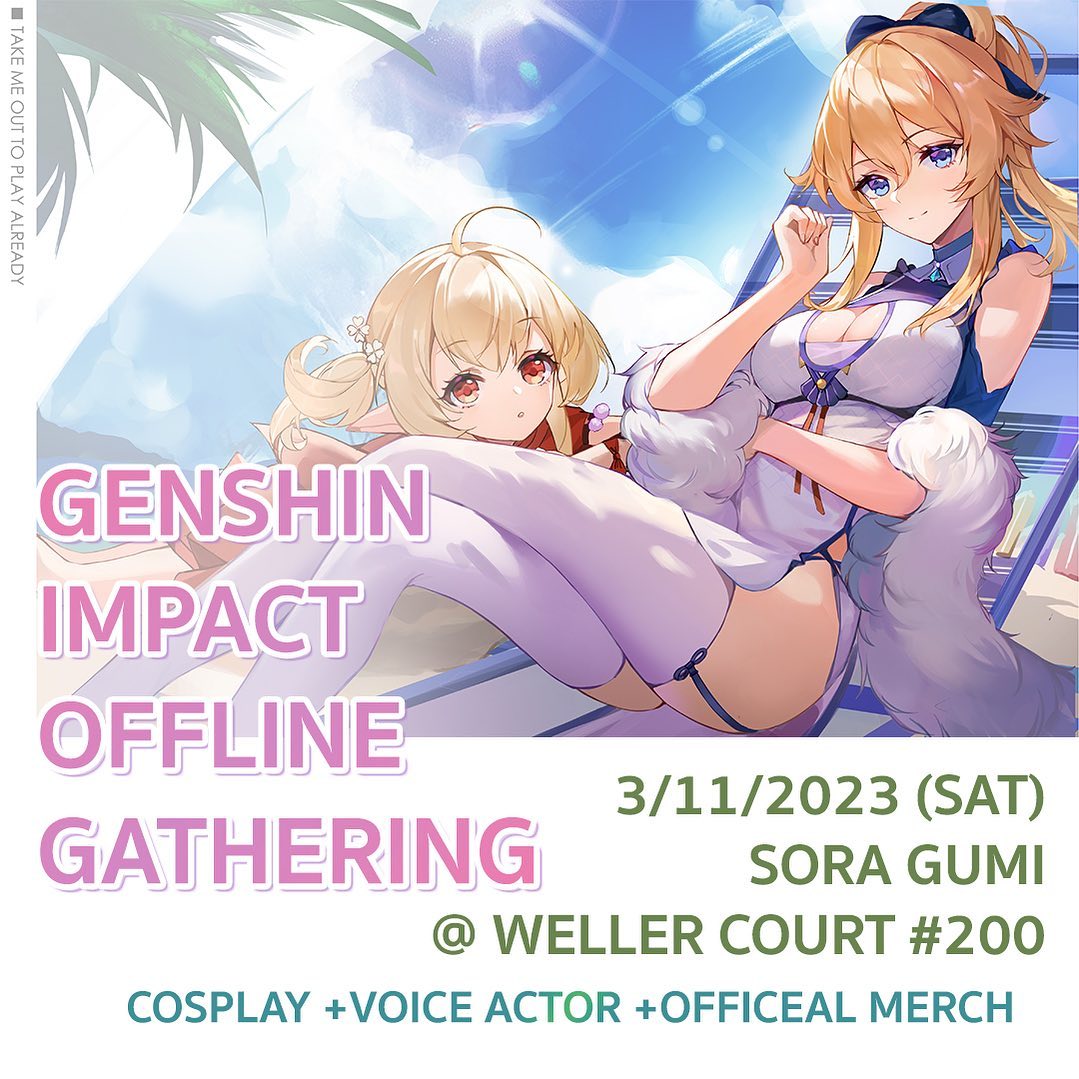 ■ TAKE ME OUT TO PLAY ALREADY
GENSHIN
IMPACT
OFFLINE
GATHERING
3/11/2023 (SAT)
SORA GUMI
@ WELLER COURT #200
COSPLAY +VOICE ACTOR +OFFICEAL MERCH